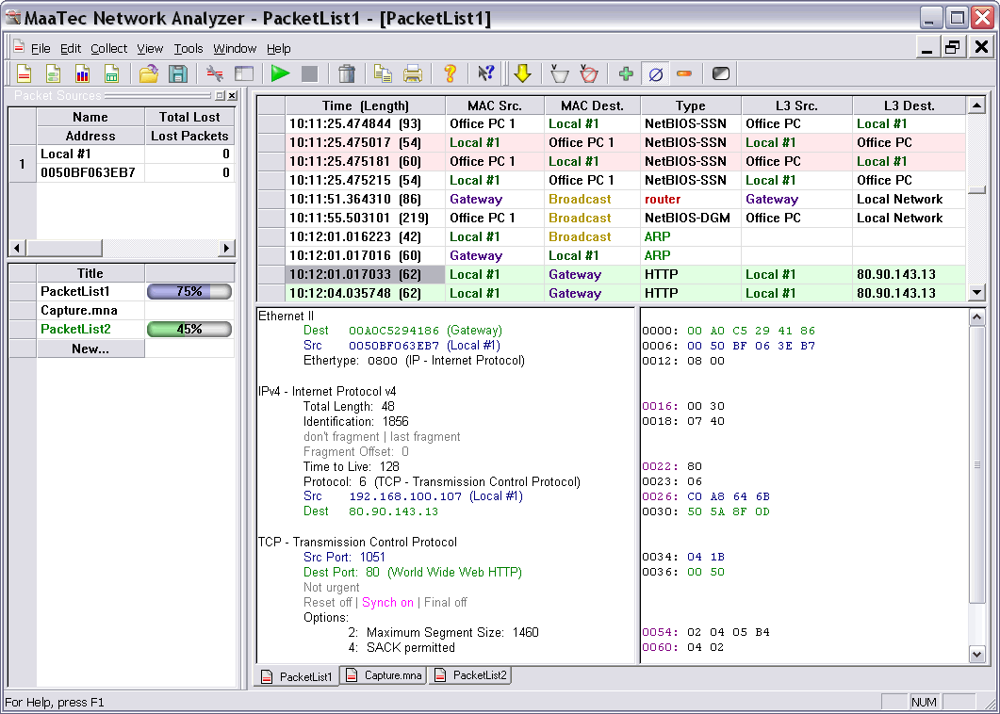 MaaTec Network Analyzer - PacketList1 - [PacketList1]
File Edit Collect View Tools Window Help
Packet Sources
Name Total Lost
Address Lost Packets
1
Local #1 0
0050BF063EB7 0
Title
PacketList1 75%
Capture.mna
PacketList2 45%
New...
Time (Length) MAC Src. MAC Dest. Type L3 Src. L3 Dest.
10:11:25.474844 (93) Office PC 1 Local #1 NetBIOS-SSN Office PC Local #1
10:11:25.475017 (54) Local #1 Office PC 1 NetBIOS-SSN Local #1 Office PC
10:11:25.475181 (60) Office PC 1 Local #1 NetBIOS-SSN Office PC Local #1
10:11:25.475215 (54) Local #1 Office PC 1 NetBIOS-SSN Local #1 Office PC
10:11:51.364310 (86) Gateway Broadcast router Gateway Local Network
10:11:55.503101 (219) Office PC 1 Broadcast NetBIOS-DGM Office PC Local Network
10:12:01.016223 (42) Local #1 Broadcast ARP
10:12:01.017016 (60) Gateway Local #1 ARP
10:12:01.017033 (62) Local #1 Gateway HTTP Local #1 80.90.143.13
10:12:04.035748 (62) Local #1 Gateway HTTP Local #1 80.90.143.13
Ethernet II
Dest 00A0C5294186 (Gateway) 0000: 00 A0 C5 29 41 86
Src 0050BF063EB7 (Local #1) 0006: 00 50 BF 06 3E B7
Ethertype: 0800 (IP - Internet Protocol) 0012: 08 00
IPv4 - Internet Protocol v4
Total Length: 48 0016: 00 30
Identification: 1856 0018: 07 40
don't fragment | last fragment
Fragment Offset: 0
Time to Live: 128 0022: 80
Protocol: 6 (TCP - Transmission Control Protocol) 0023: 06
Src 192.168.100.107 (Local #1) 0026: C0 A8 64 6B
Dest 80.90.143.13 0030: 50 5A 8F 0D
TCP - Transmission Control Protocol
Src Port: 1051 0034: 04 1B
Dest Port: 80 (World Wide Web HTTP) 0036: 00 50
Not urgent
Reset off | Synch on | Final off
Options:
2: Maximum Segment Size: 1460 0054: 02 04 05 B4
4: SACK permitted 0060: 04 02
PacketList1 Capture.mna PacketList2
For Help, press F1 NUM